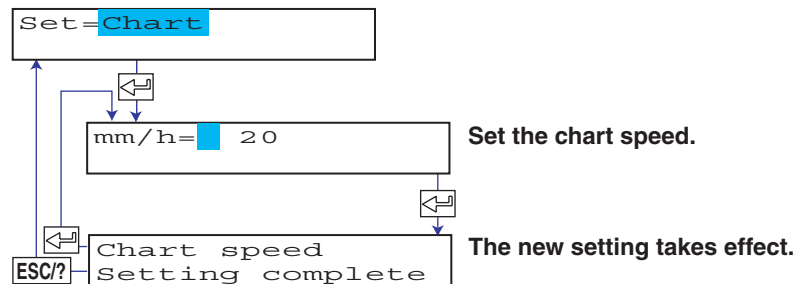 Set=Chart
mm/h=  20
Set the chart speed.
Chart speed
Setting complete
The new setting takes effect.
ESC/?